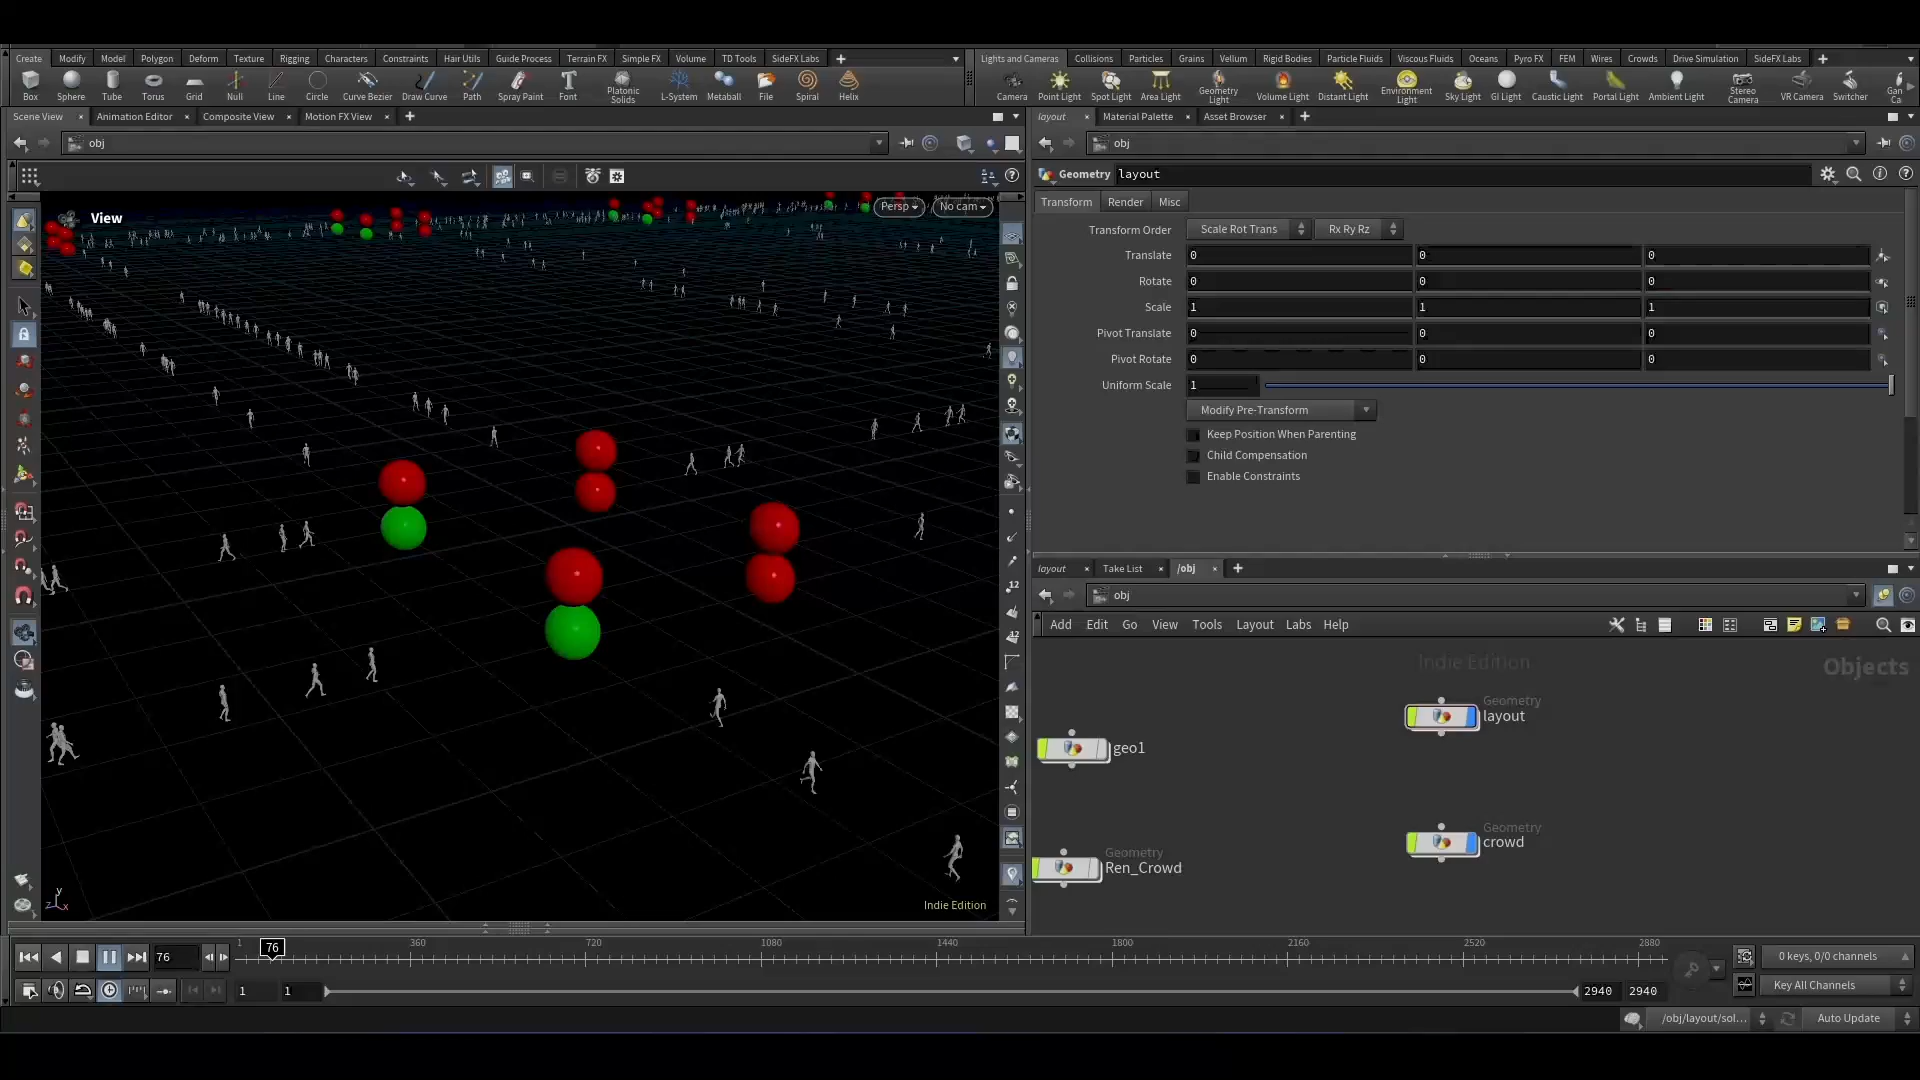 Create Modify Model Polygon Deform Texture Rigging Characters Constraints Hair Utils Guide Process Terrain FX Simple FX Volume TD Tools SideFX Labs
Lights and Cameras Collisions Particles Grains Vellum Rigid Bodies Particle Fluids Viscous Fluids Oceans Pyro FX FEM Wires Crowds Drive Simulation SideFX Labs
Box Sphere Tube Torus Grid Null Line Circle Curve Bezier Draw Curve Path Spray Paint Font Platonic Solids L-System Metaball File Spiral Helix
Camera Point Light Spot Light Area Light Geometry Light Volume Light Distant Light Environment Light Sky Light GI Light Caustic Light Portal Light Ambient Light Stereo Camera VR Camera Switcher Gan Ca
Scene View Animation Editor Composite View Motion FX View
layout Material Palette Asset Browser
obj
obj
Geometry layout
View
Persp
No cam
Transform Render Misc
Transform Order Scale Rot Trans Rx Ry Rz
Translate 0 0 0
Rotate 0 0 0
Scale 1 1 1
Pivot Translate 0 0 0
Pivot Rotate 0 0 0
Uniform Scale 1
Modify Pre-Transform
Keep Position When Parenting
Child Compensation
Enable Constraints
12
12
layout Take List /obj
obj
Add Edit Go View Tools Layout Labs Help
Indie Edition
Objects
Geometry
layout
geo1
Geometry
crowd
Geometry
Ren_Crowd
y
z x
Indie Edition
76
1 76 360 720 1080 1440 1800 2160 2520 2880
0 keys, 0/0 channels
1 1 2940 2940
Key All Channels
/obj/layout/sol...
Auto Update